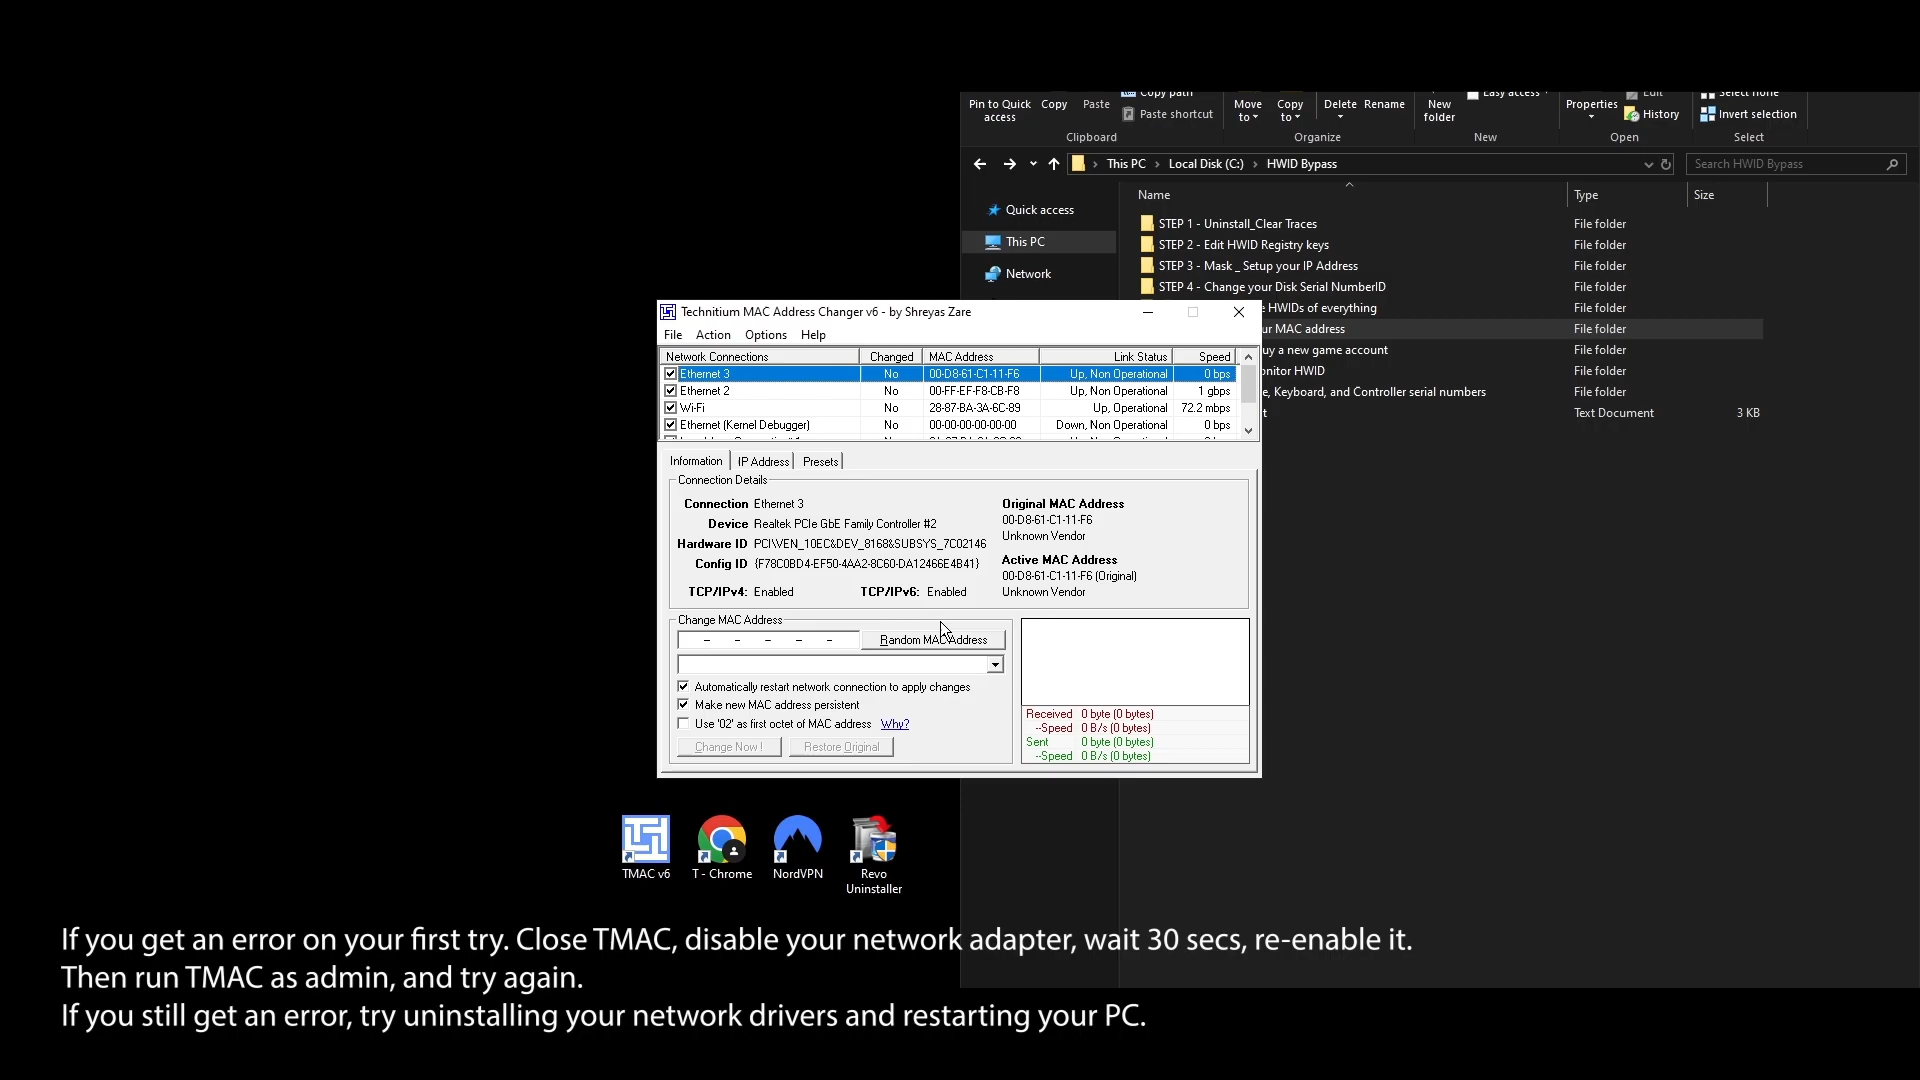 Copy path
Easy access
Edit
Select none
Pin to Quick access
Copy
Paste
Paste shortcut
Move to
Copy to
Delete
Rename
New folder
Properties
History
Invert selection
Clipboard
Organize
New
Open
Select
This PC > Local Disk (C:) > HWID Bypass
Search HWID Bypass
Name
Type
Size
Quick access
This PC
Network
STEP 1 - Uninstall_Clear Traces File folder
STEP 2 - Edit HWID Registry keys File folder
STEP 3 - Mask _ Setup your IP Address File folder
STEP 4 - Change your Disk Serial NumberID File folder
HWIDs of everything File folder
MAC address File folder
a new game account File folder
HWID File folder
Keyboard, and Controller serial numbers File folder
Text Document 3 KB
Technitium MAC Address Changer v6 - by Shreyas Zare
File Action Options Help
Network Connections Changed MAC Address Link Status Speed
Ethernet 3 No 00-D8-61-C1-11-F6 Up, Non Operational 0 bps
Ethernet 2 No 00-FF-EF-F8-CB-F8 Up, Non Operational 1 gbps
Wi-Fi No 28-87-BA-3A-6C-89 Up, Operational 72.2 mbps
Ethernet (Kernel Debugger) No 00-00-00-00-00-00 Down, Non Operational 0 bps
Information IP Address Presets
Connection Details
Connection Ethernet 3
Device Realtek PCIe GbE Family Controller #2
Hardware ID PCI\VEN_10EC&DEV_8168&SUBSYS_7C02146
Config ID {F78C0BD4-EF50-4AA2-8C60-DA12466E4B41}
TCP/IPv4: Enabled TCP/IPv6: Enabled
Original MAC Address
00-D8-61-C1-11-F6
Unknown Vendor
Active MAC Address
00-D8-61-C1-11-F6 (Original)
Unknown Vendor
Change MAC Address
- - - - -
Random MAC Address
Automatically restart network connection to apply changes
Make new MAC address persistent
Use '02' as first octet of MAC address Why?
Change Now !
Restore Original
Received 0 byte (0 bytes)
--Speed 0 B/s (0 bytes)
Sent 0 byte (0 bytes)
--Speed 0 B/s (0 bytes)
TMAC v6
T - Chrome
NordVPN
Revo Uninstaller
If you get an error on your first try. Close TMAC, disable your network adapter, wait 30 secs, re-enable it.
Then run TMAC as admin, and try again.
If you still get an error, try uninstalling your network drivers and restarting your PC.